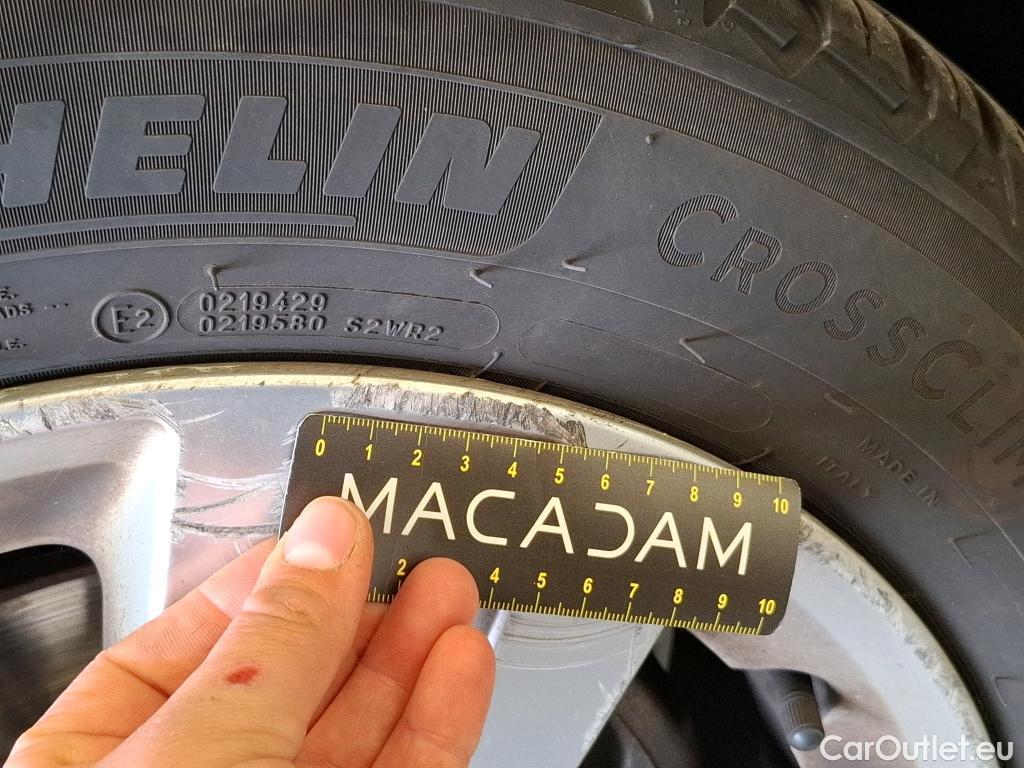 HELIN
CROSSCLIM
E2
0219429
0219580 S2WR2
MADE IN
ITALY
0 1 2 3 4 5 6 7 8 9 10
MACADAM
2 4 5 6 7 8 9 10
CarOutlet.eu